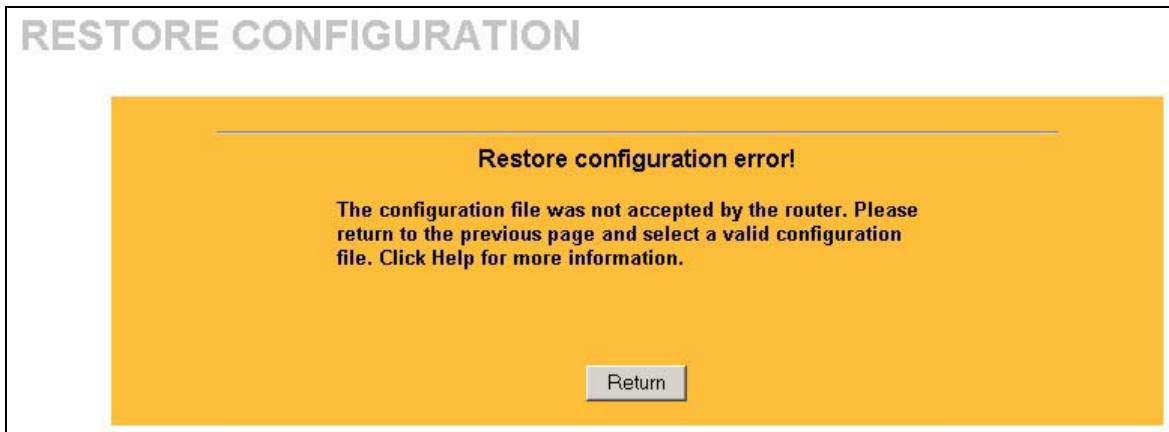 RESTORE CONFIGURATION
Restore configuration error!
The configuration file was not accepted by the router. Please
return to the previous page and select a valid configuration
file. Click Help for more information.
Return